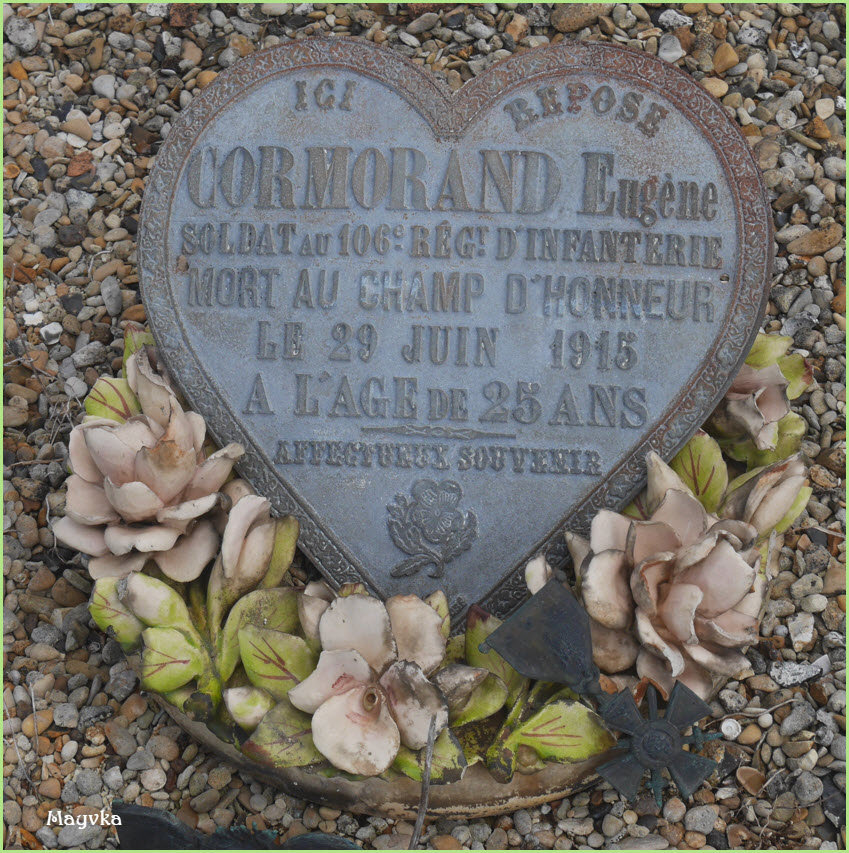 ICI REPOSE
CORMORAND Eugène
SOLDAT AU 106e RÉGT D'INFANTERIE
MORT AU CHAMP D'HONNEUR
LE 29 JUIN 1915
A L'AGE DE 25 ANS
AFFECTUEUX SOUVENIR
Mayvka